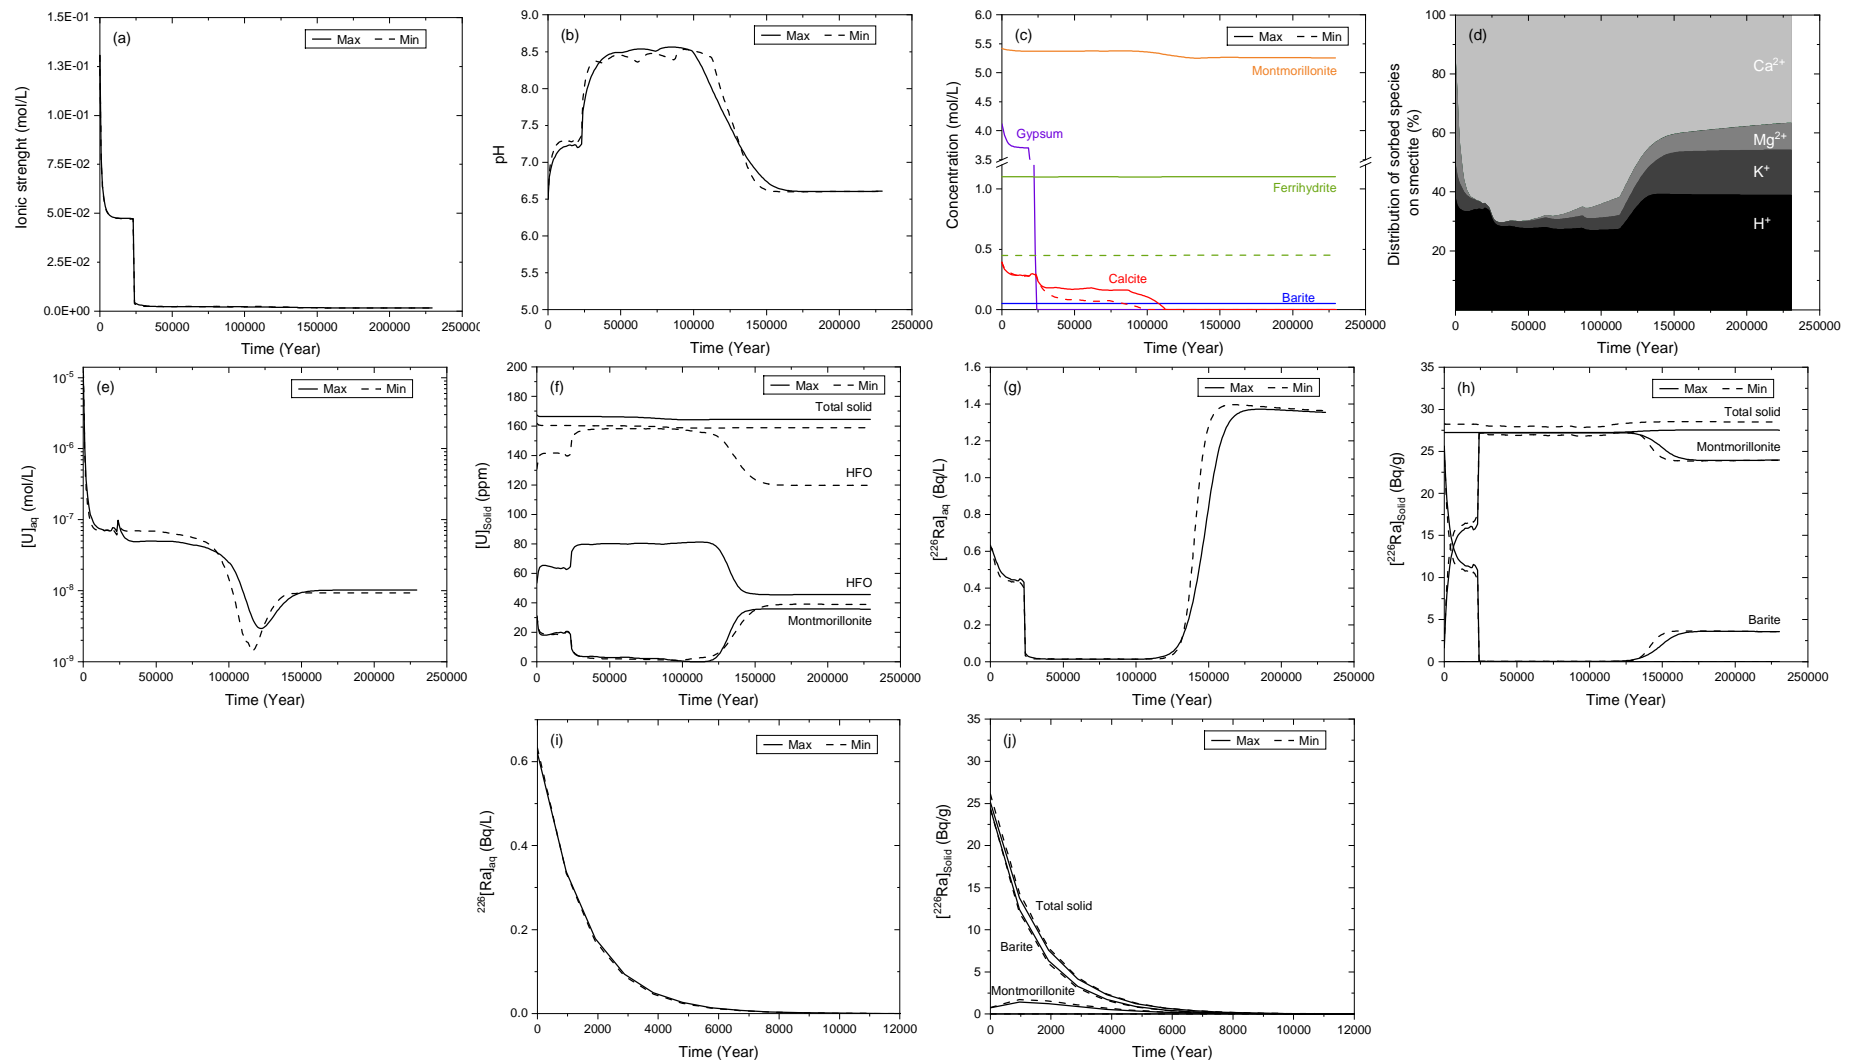 (a)
Max Min
Ionic strenght (mol/L)
1.5E-01
1.3E-01
1.0E-01
7.5E-02
5.0E-02
2.5E-02
0.0E+00
0 50000 100000 150000 200000 250000
Time (Year)
(b)
Max Min
pH
9.0
8.5
8.0
7.5
7.0
6.5
6.0
5.5
5.0
0 50000 100000 150000 200000 250000
Time (Year)
(c)
Max Min
Concentration (mol/L)
6.0
5.5
5.0
4.5
4.0
3.5
1.0
0.5
0.0
Montmorillonite
Gypsum
Ferrihydrite
Calcite
Barite
0 50000 100000 150000 200000 250000
Time (Year)
(d)
Distribution of sorbed species
on smectite (%)
100
80
60
40
20
Ca2+
Mg2+
K+
H+
0 50000 100000 150000 200000 250000
Time (Year)
(e)
Max Min
[U]aq (mol/L)
10-5
10-6
10-7
10-8
10-9
0 50000 100000 150000 200000 250000
Time (Year)
(f)
Max Min
[U]Solid (ppm)
200
180
160
140
120
100
80
60
40
20
0
Total solid
HFO
HFO
Montmorillonite
0 50000 100000 150000 200000 250000
Time (Year)
(g)
Max Min
[226Ra]aq (Bq/L)
1.6
1.4
1.2
1.0
0.8
0.6
0.4
0.2
0.0
0 50000 100000 150000 200000 250000
Time (Year)
(h)
Max Min
[226Ra]Solid (Bq/g)
35
30
25
20
15
10
5
0
Total solid
Montmorillonite
Barite
0 50000 100000 150000 200000 250000
Time (Year)
(i)
Max Min
226[Ra]aq (Bq/L)
0.6
0.4
0.2
0.0
0 2000 4000 6000 8000 10000 12000
Time (Year)
(j)
Max Min
[226Ra]Solid (Bq/g)
35
30
25
20
15
10
5
0
Total solid
Barite
Montmorillonite
0 2000 4000 6000 8000 10000 12000
Time (Year)